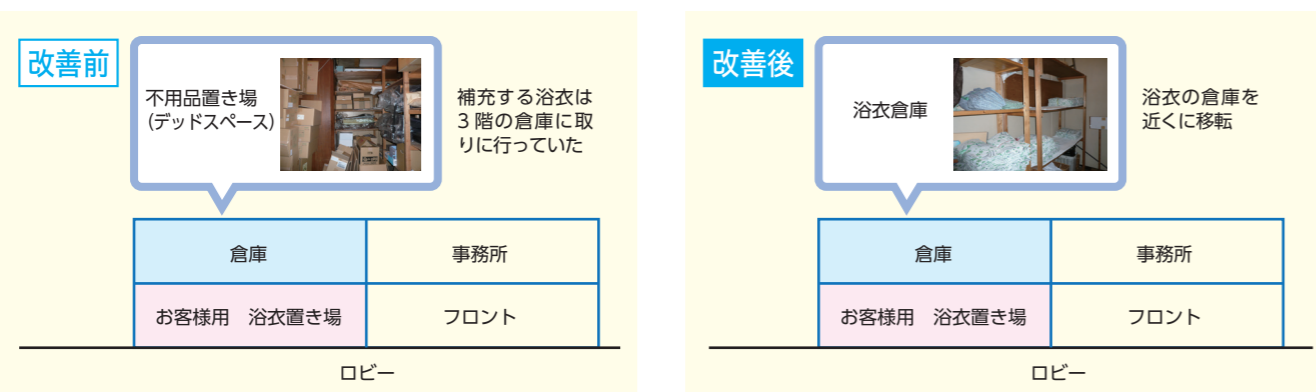 改善前
不用品置き場
（デッドスペース）
補充する浴衣は
3階の倉庫に取
りに行っていた
倉庫
事務所
お客様用　浴衣置き場
フロント
ロビー
改善後
浴衣倉庫
浴衣の倉庫を
近くに移転
倉庫
事務所
お客様用　浴衣置き場
フロント
ロビー